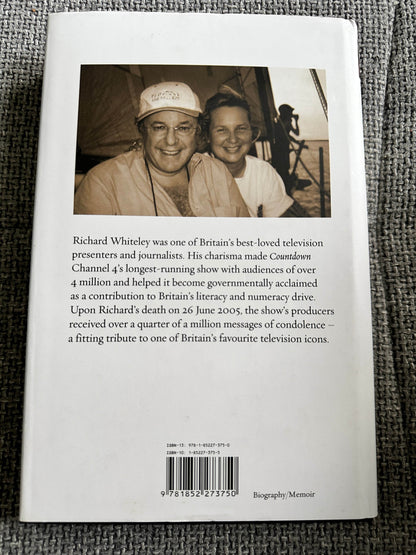 Richard Whiteley was one of Britain's best-loved television
presenters and journalists. His charisma made Countdown
Channel 4's longest-running show with audiences of over
4 million and helped it become governmentally acclaimed
as a contribution to Britain's literacy and numeracy drive.
Upon Richard's death on 26 June 2005, the show's producers
received over a quarter of a million messages of condolence –
a fitting tribute to one of Britain's favourite television icons.
ISBN-13: 978-1-85227-375-0
ISBN-10: 1-85227-375-5
9 781852 273750
Biography/Memoir